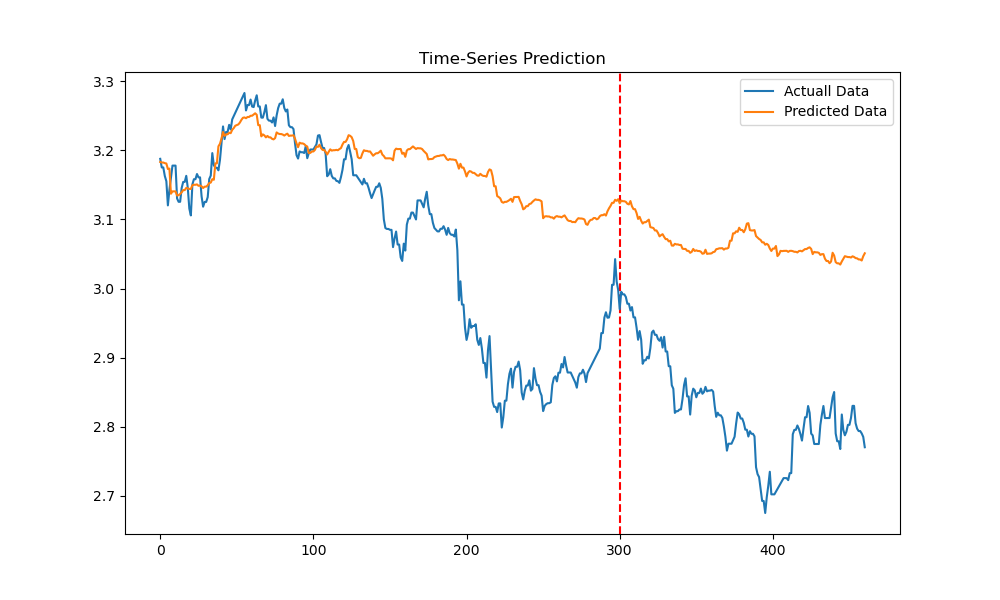 Time-Series Prediction
Actuall Data
Predicted Data
3.3
3.2
3.1
3.0
2.9
2.8
2.7
0 100 200 300 400